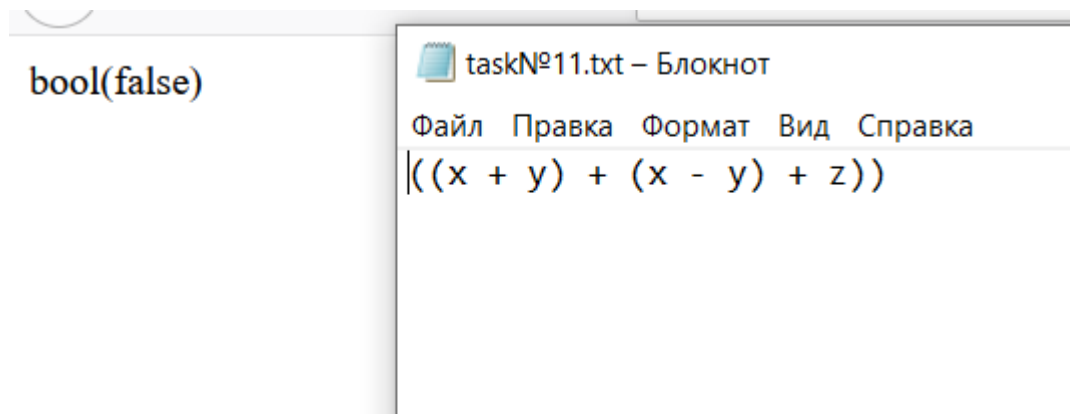 bool(false)
taskNº11.txt – Блокнот
Файл Правка Формат Вид Справка
((x + y) + (x - y) + z))